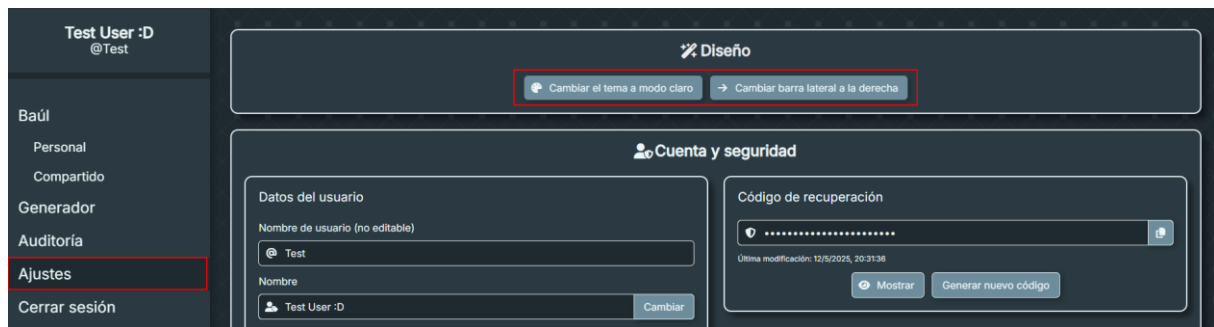 Test User :D
@Test
Baúl
Personal
Compartido
Generador
Auditoría
Ajustes
Cerrar sesión
Diseño
Cambiar el tema a modo claro
Cambiar barra lateral a la derecha
Cuenta y seguridad
Datos del usuario
Nombre de usuario (no editable)
@ Test
Nombre
Test User :D
Cambiar
Código de recuperación
•••••••••••••••••••••••
Última modificación: 12/5/2025, 20:31:36
Mostrar
Generar nuevo código